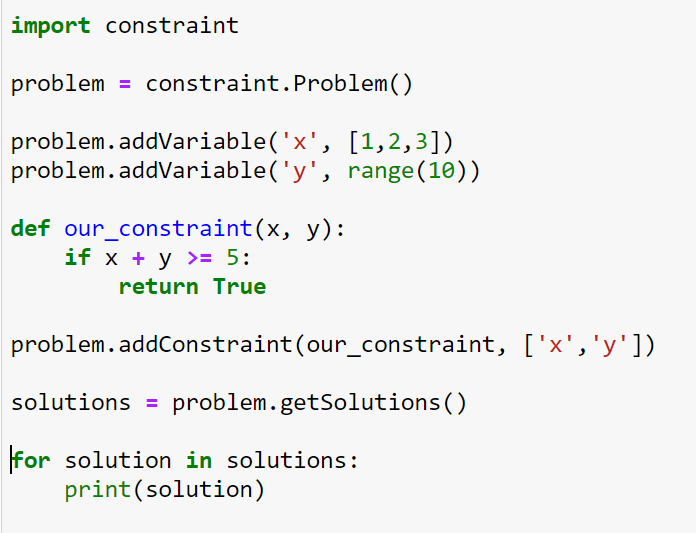 import constraint
problem = constraint.Problem()
problem.addVariable('x', [1,2,3])
problem.addVariable('y', range(10))
def our_constraint(x, y):
    if x + y >= 5:
        return True
problem.addConstraint(our_constraint, ['x','y'])
solutions = problem.getSolutions()
for solution in solutions:
    print(solution)